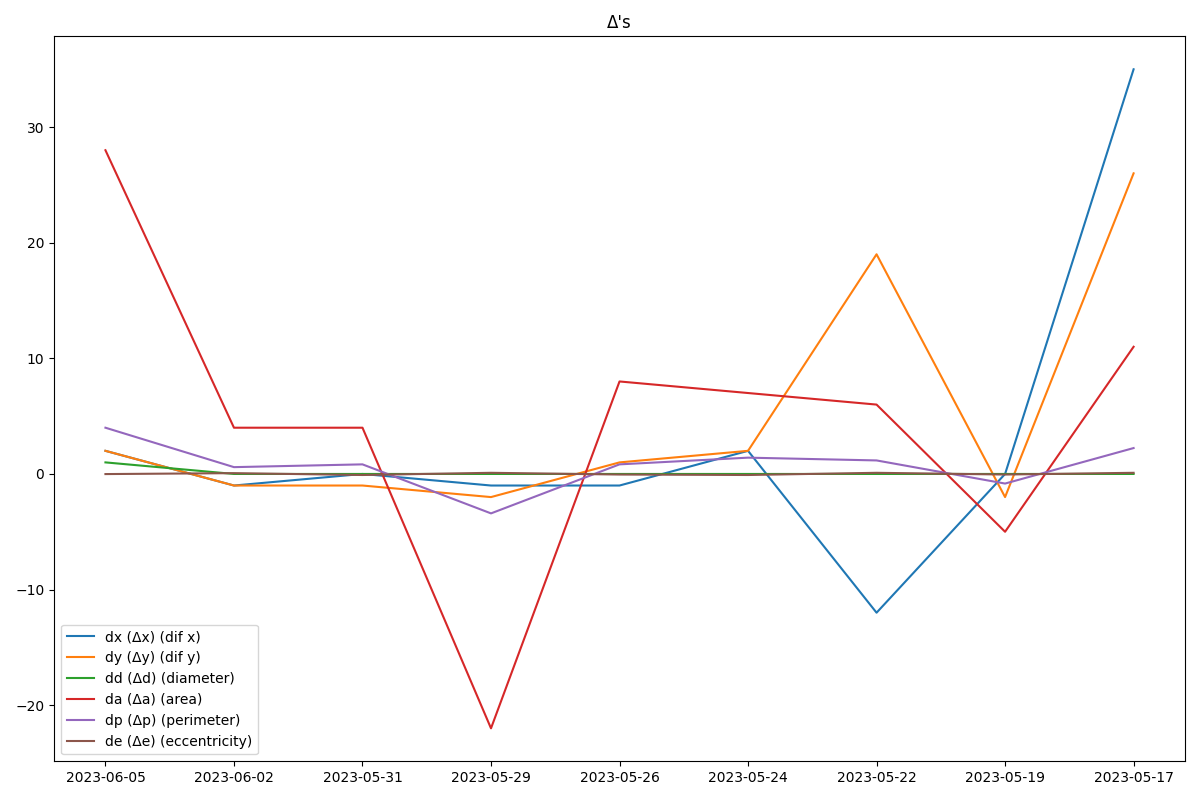 Δ's
30
20
10
0
−10
−20
dx (Δx) (dif x)
dy (Δy) (dif y)
dd (Δd) (diameter)
da (Δa) (area)
dp (Δp) (perimeter)
de (Δe) (eccentricity)
2023-06-05 2023-06-02 2023-05-31 2023-05-29 2023-05-26 2023-05-24 2023-05-22 2023-05-19 2023-05-17